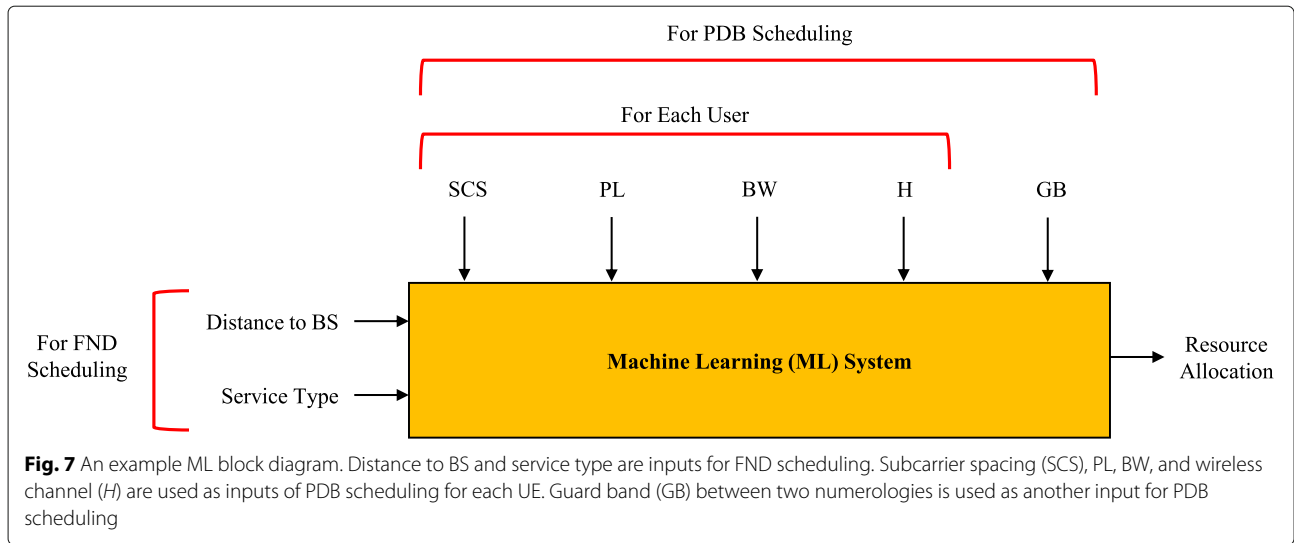 For PDB Scheduling
For Each User
SCS PL BW H GB
For FND
Scheduling
Distance to BS
Service Type
Machine Learning (ML) System
Resource
Allocation
Fig. 7 An example ML block diagram. Distance to BS and service type are inputs for FND scheduling. Subcarrier spacing (SCS), PL, BW, and wireless
channel (H) are used as inputs of PDB scheduling for each UE. Guard band (GB) between two numerologies is used as another input for PDB
scheduling